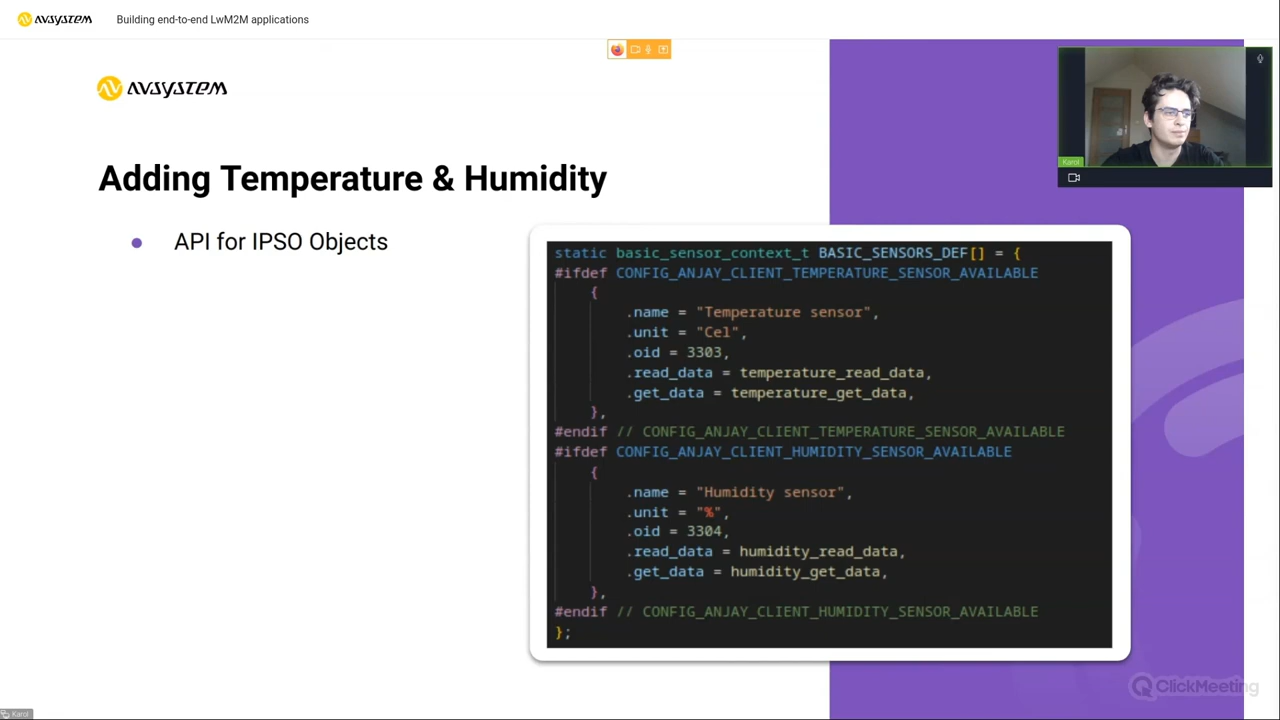 AVSYSTEM
Building end-to-end LwM2M applications
AVSYSTEM
Karol
Adding Temperature & Humidity
API for IPSO Objects
static basic_sensor_context_t BASIC_SENSORS_DEF[] = {
#ifdef CONFIG_ANJAY_CLIENT_TEMPERATURE_SENSOR_AVAILABLE
{
.name = "Temperature sensor",
.unit = "Cel",
.oid = 3303,
.read_data = temperature_read_data,
.get_data = temperature_get_data,
},
#endif // CONFIG_ANJAY_CLIENT_TEMPERATURE_SENSOR_AVAILABLE
#ifdef CONFIG_ANJAY_CLIENT_HUMIDITY_SENSOR_AVAILABLE
{
.name = "Humidity sensor",
.unit = "%",
.oid = 3304,
.read_data = humidity_read_data,
.get_data = humidity_get_data,
},
#endif // CONFIG_ANJAY_CLIENT_HUMIDITY_SENSOR_AVAILABLE
};
ClickMeeting
Karol